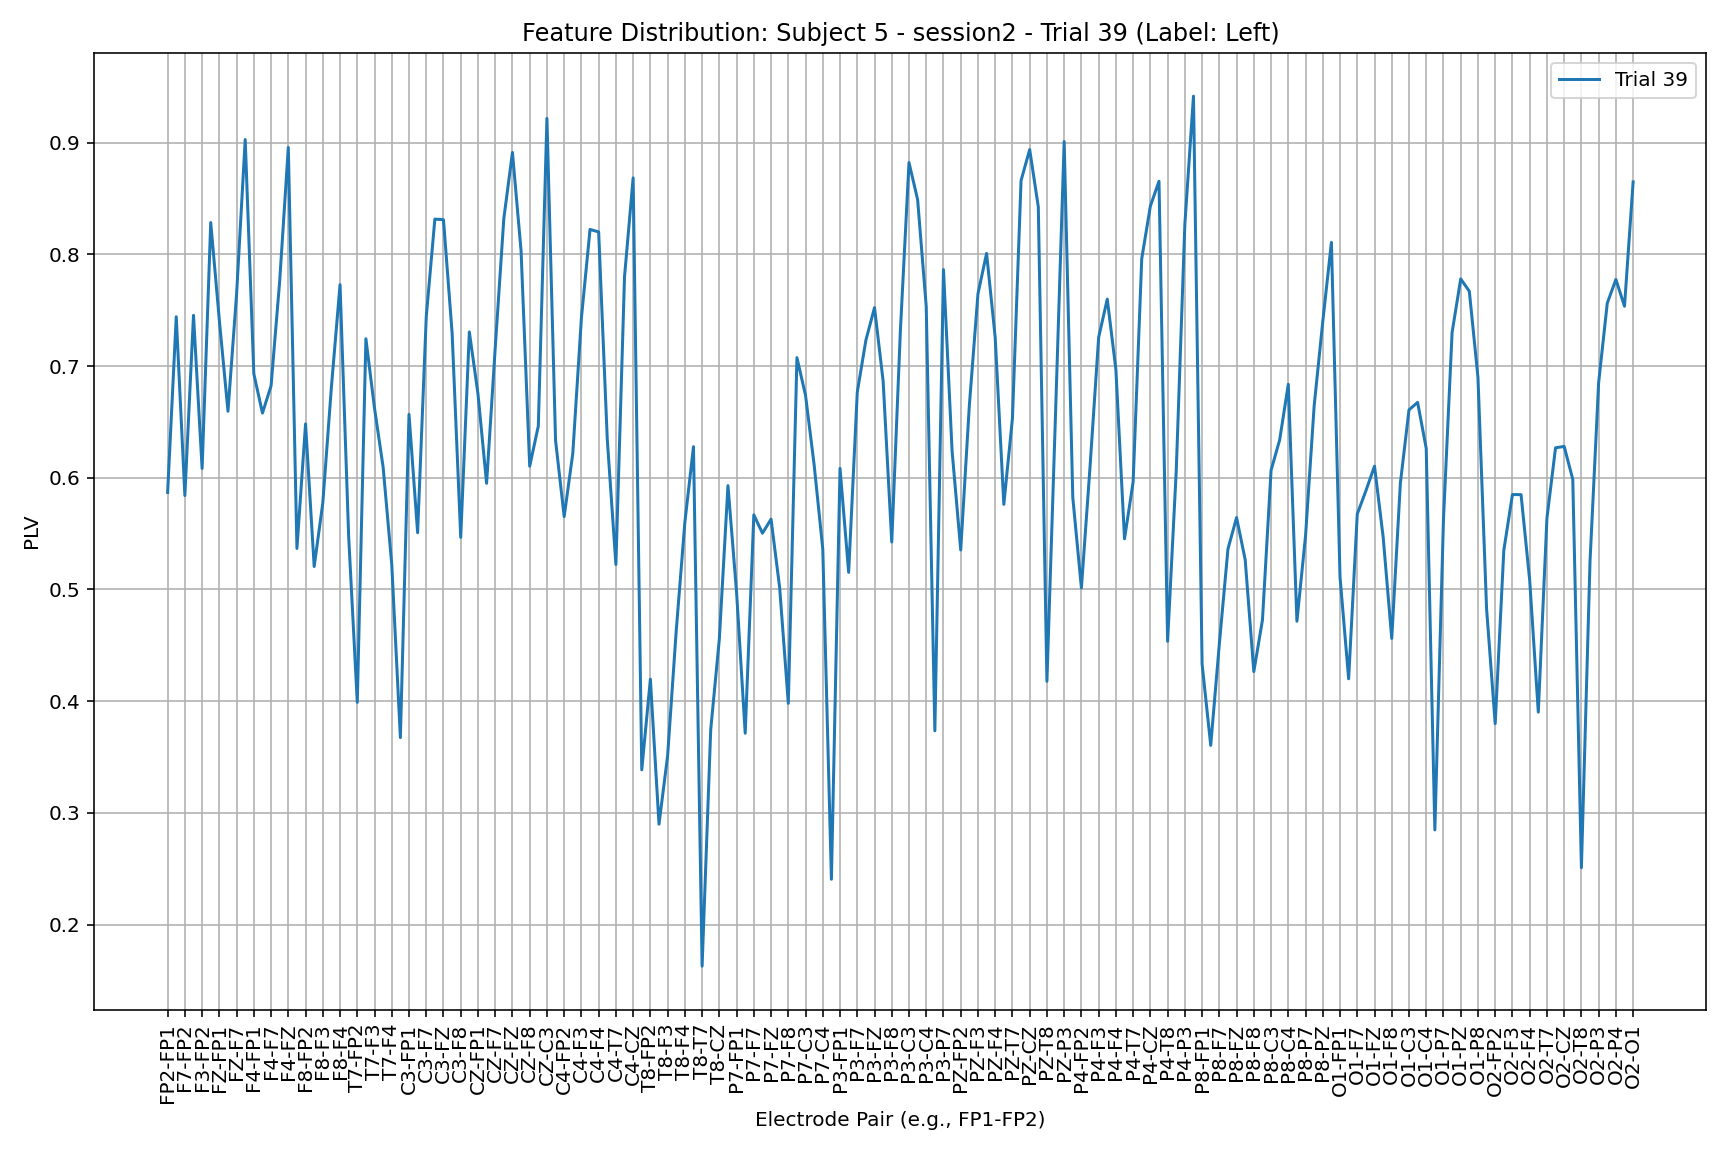 Feature Distribution: Subject 5 - session2 - Trial 39 (Label: Left)
Trial 39
PLV
0.9
0.8
0.7
0.6
0.5
0.4
0.3
0.2
FP2-FP1
F7-FP2
F3-FP2
FZ-FP1
FZ-F7
F4-FP1
F4-F7
F4-FZ
F8-FP2
F8-F3
F8-F4
T7-FP2
T7-F3
T7-F4
C3-FP1
C3-F7
C3-FZ
C3-F8
CZ-FP1
CZ-F7
CZ-FZ
CZ-F8
CZ-C3
C4-FP2
C4-F3
C4-F4
C4-T7
C4-CZ
T8-FP2
T8-F3
T8-F4
T8-T7
T8-CZ
P7-FP1
P7-F7
P7-FZ
P7-F8
P7-C3
P7-C4
P3-FP1
P3-F7
P3-FZ
P3-F8
P3-C3
P3-C4
P3-P7
PZ-FP2
PZ-F3
PZ-F4
PZ-T7
PZ-CZ
PZ-T8
PZ-P3
P4-FP2
P4-F3
P4-F4
P4-T7
P4-CZ
P4-T8
P4-P3
P8-FP1
P8-F7
P8-FZ
P8-F8
P8-C3
P8-C4
P8-P7
P8-PZ
O1-FP1
O1-F7
O1-FZ
O1-F8
O1-C3
O1-C4
O1-P7
O1-PZ
O1-P8
O2-FP2
O2-F3
O2-F4
O2-T7
O2-CZ
O2-T8
O2-P3
O2-P4
O2-O1
Electrode Pair (e.g., FP1-FP2)